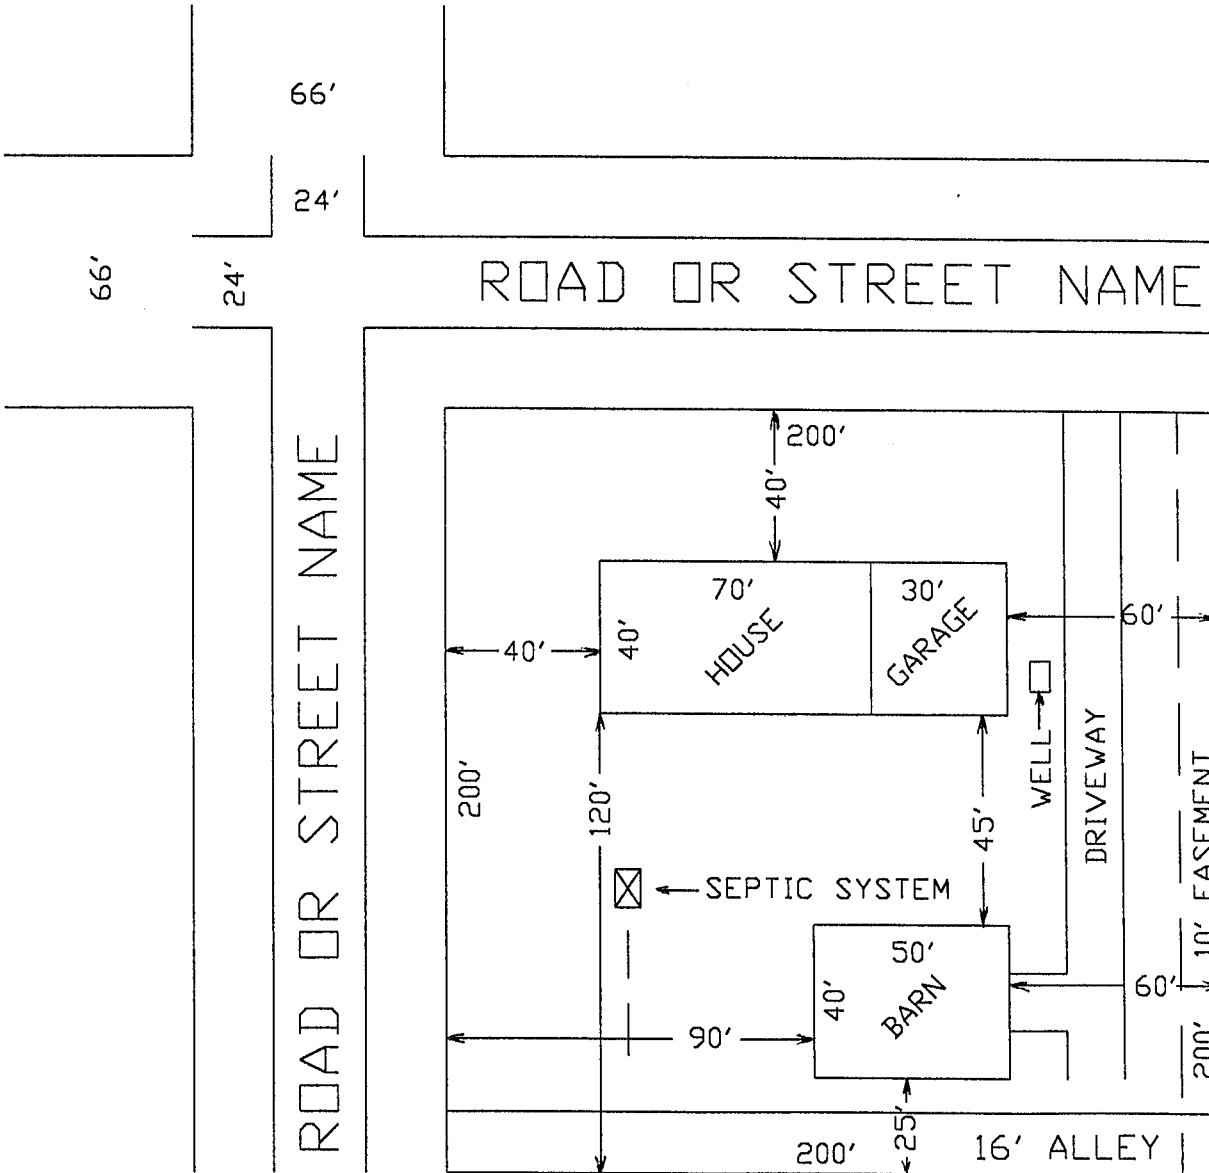 66'
24'
66'
24'
ROAD OR STREET NAME
ROAD OR STREET NAME
200'
40'
70'
30'
40'
HOUSE
GARAGE
40'
60'
WELL
DRIVEWAY
200'
120'
45'
SEPTIC SYSTEM
10' EASEMENT
50'
40'
BARN
60'
90'
200'
25'
200'
16' ALLEY